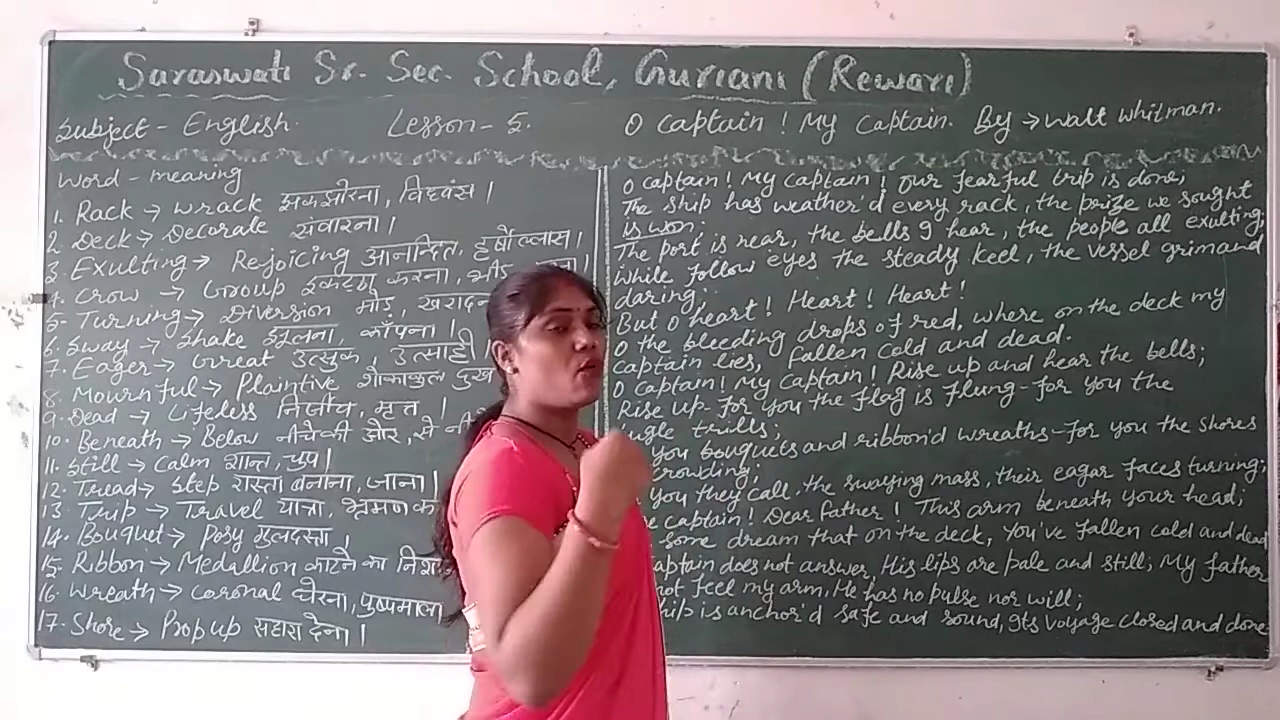 Saraswati Sr. Sec. School, Guriani (Rewari)
Subject - English. Lesson - 5. O Captain ! My Captain. By → Walt Whitman.
Word - meaning
1. Rack → Wrack झकझोरना, विध्वंस ।
2. Deck → Decorate संवारना ।
3. Exulting → Rejoicing आनन्दित, हर्षोल्लास ।
4. Crow → Group इकट्ठा करना,
5. Turning → Diversion मोड़,
6. Sway → Shake झूलना, काँपना ।
7. Eager → Great उत्सुक, उत्साही
8. Mournful → Plaintive शोकाकुल
9. Dead → Lifeless निर्जीव, मृत ।
10. Beneath → Below नीचे की ओर, से
11. Still → Calm शान्त, चुप ।
12. Tread → Step रास्ता बनाना, जाना ।
13. Trip → Travel यात्रा, भ्रमण
14. Bouquet → Posy गुलदस्ता ।
15. Ribbon → Medallion काटने का
16. Wreath → Coronal घेरना, पुष्पमाला
17. Shore → Prop up सहारा देना ।
O Captain ! My Captain ! Our fearful trip is done;
The ship has weather'd every rack, the prize we sought
is won;
The port is near, the bells I hear, the people all exulting;
While follow eyes the steady keel, the vessel grim and
daring;
But O heart ! Heart ! Heart !
O the bleeding drops of red, where on the deck my
captain lies, fallen cold and dead.
O Captain ! My Captain ! Rise up and hear the bells;
Rise up - for you the flag is flung - for you the
ugle trills;
you bouquets and ribbon'd wreaths - for you the shores
crowding;
you they call, the swaying mass, their eagar faces turning;
captain ! Dear father ! This arm beneath your head;
some dream that on the deck, You've fallen cold and dead
aptain does not answer, His lips are pale and still; My father
not feel my arm, He has no pulse nor will;
hip is anchor'd safe and sound, Its voyage closed and done